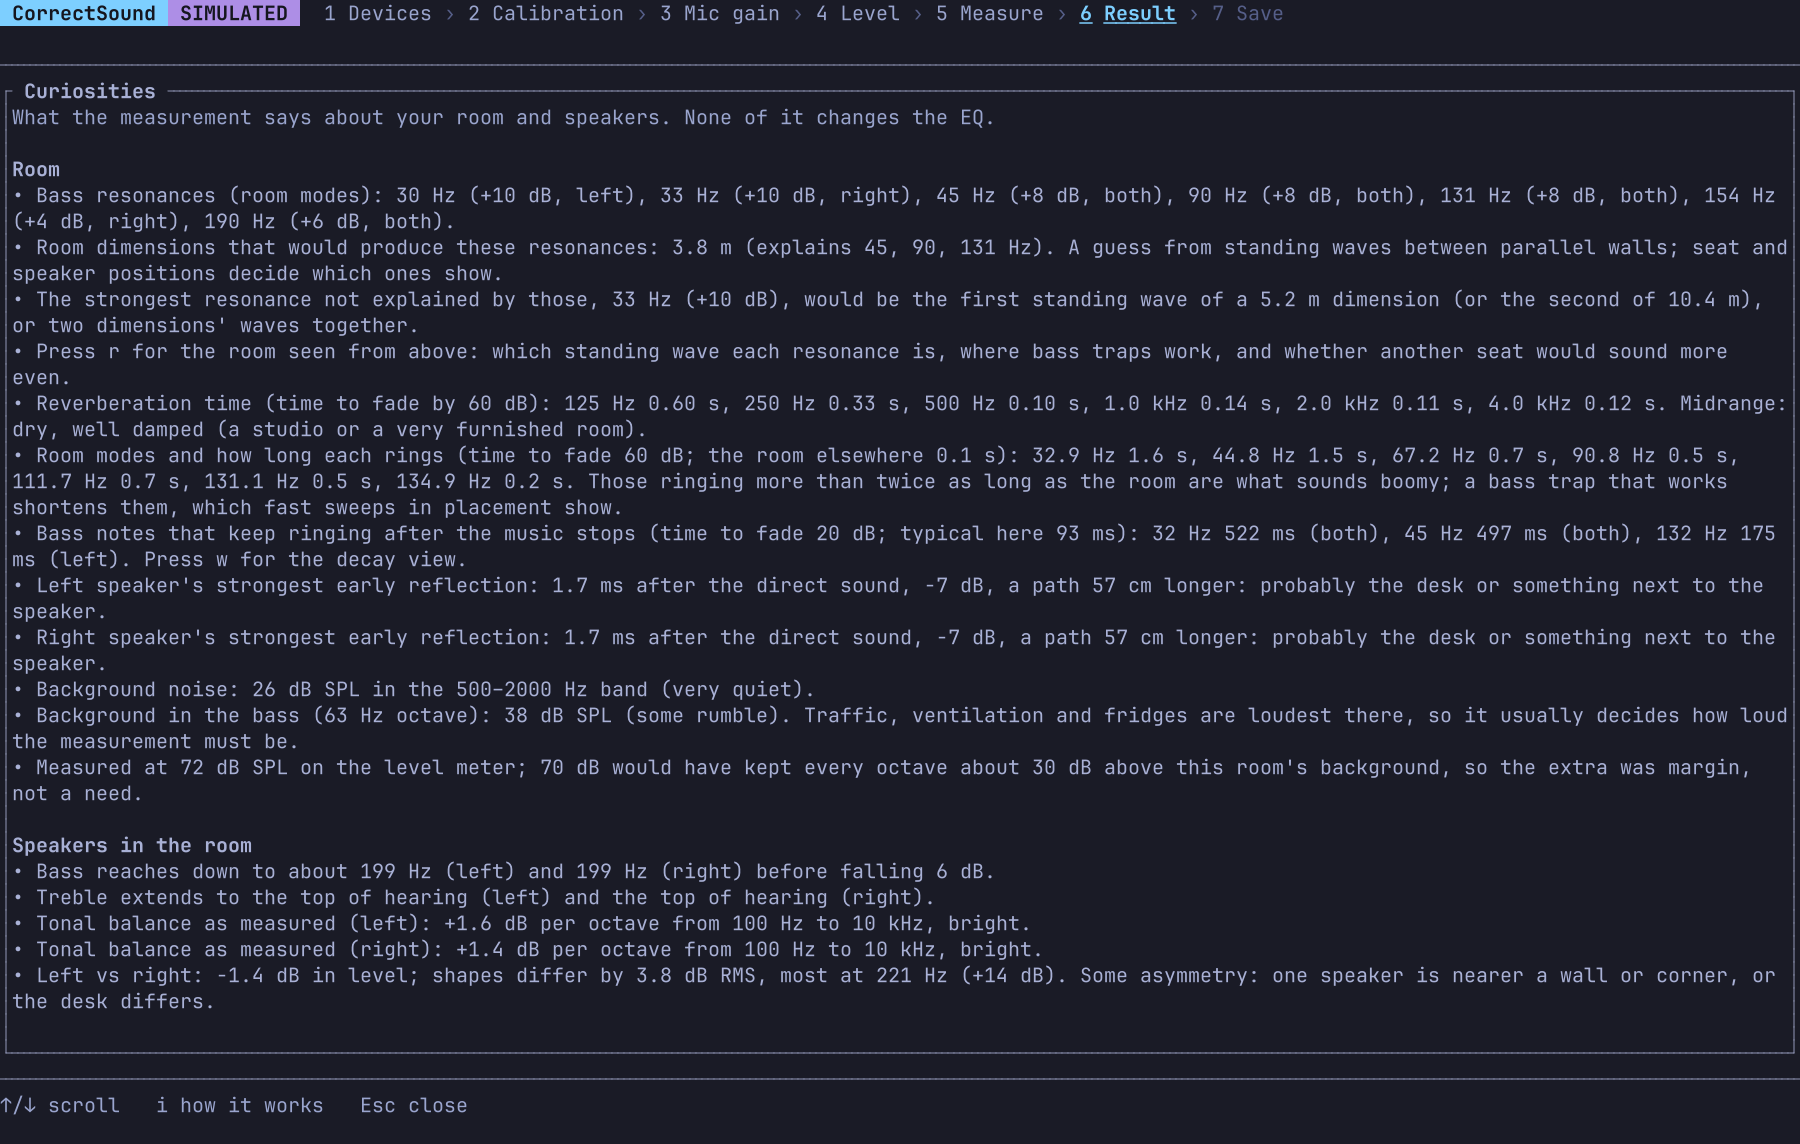 CorrectSound SIMULATED 1 Devices › 2 Calibration › 3 Mic gain › 4 Level › 5 Measure › 6 Result › 7 Save
Curiosities
What the measurement says about your room and speakers. None of it changes the EQ.
Room
• Bass resonances (room modes): 30 Hz (+10 dB, left), 33 Hz (+10 dB, right), 45 Hz (+8 dB, both), 90 Hz (+8 dB, both), 131 Hz (+8 dB, both), 154 Hz
(+4 dB, right), 190 Hz (+6 dB, both).
• Room dimensions that would produce these resonances: 3.8 m (explains 45, 90, 131 Hz). A guess from standing waves between parallel walls; seat and
speaker positions decide which ones show.
• The strongest resonance not explained by those, 33 Hz (+10 dB), would be the first standing wave of a 5.2 m dimension (or the second of 10.4 m),
or two dimensions' waves together.
• Press r for the room seen from above: which standing wave each resonance is, where bass traps work, and whether another seat would sound more
even.
• Reverberation time (time to fade by 60 dB): 125 Hz 0.60 s, 250 Hz 0.33 s, 500 Hz 0.10 s, 1.0 kHz 0.14 s, 2.0 kHz 0.11 s, 4.0 kHz 0.12 s. Midrange:
dry, well damped (a studio or a very furnished room).
• Room modes and how long each rings (time to fade 60 dB; the room elsewhere 0.1 s): 32.9 Hz 1.6 s, 44.8 Hz 1.5 s, 67.2 Hz 0.7 s, 90.8 Hz 0.5 s,
111.7 Hz 0.7 s, 131.1 Hz 0.5 s, 134.9 Hz 0.2 s. Those ringing more than twice as long as the room are what sounds boomy; a bass trap that works
shortens them, which fast sweeps in placement show.
• Bass notes that keep ringing after the music stops (time to fade 20 dB; typical here 93 ms): 32 Hz 522 ms (both), 45 Hz 497 ms (both), 132 Hz 175
ms (left). Press w for the decay view.
• Left speaker's strongest early reflection: 1.7 ms after the direct sound, -7 dB, a path 57 cm longer: probably the desk or something next to the
speaker.
• Right speaker's strongest early reflection: 1.7 ms after the direct sound, -7 dB, a path 57 cm longer: probably the desk or something next to the
speaker.
• Background noise: 26 dB SPL in the 500–2000 Hz band (very quiet).
• Background in the bass (63 Hz octave): 38 dB SPL (some rumble). Traffic, ventilation and fridges are loudest there, so it usually decides how loud
the measurement must be.
• Measured at 72 dB SPL on the level meter; 70 dB would have kept every octave about 30 dB above this room's background, so the extra was margin,
not a need.
Speakers in the room
• Bass reaches down to about 199 Hz (left) and 199 Hz (right) before falling 6 dB.
• Treble extends to the top of hearing (left) and the top of hearing (right).
• Tonal balance as measured (left): +1.6 dB per octave from 100 Hz to 10 kHz, bright.
• Tonal balance as measured (right): +1.4 dB per octave from 100 Hz to 10 kHz, bright.
• Left vs right: -1.4 dB in level; shapes differ by 3.8 dB RMS, most at 221 Hz (+14 dB). Some asymmetry: one speaker is nearer a wall or corner, or
the desk differs.
↑/↓ scroll i how it works Esc close